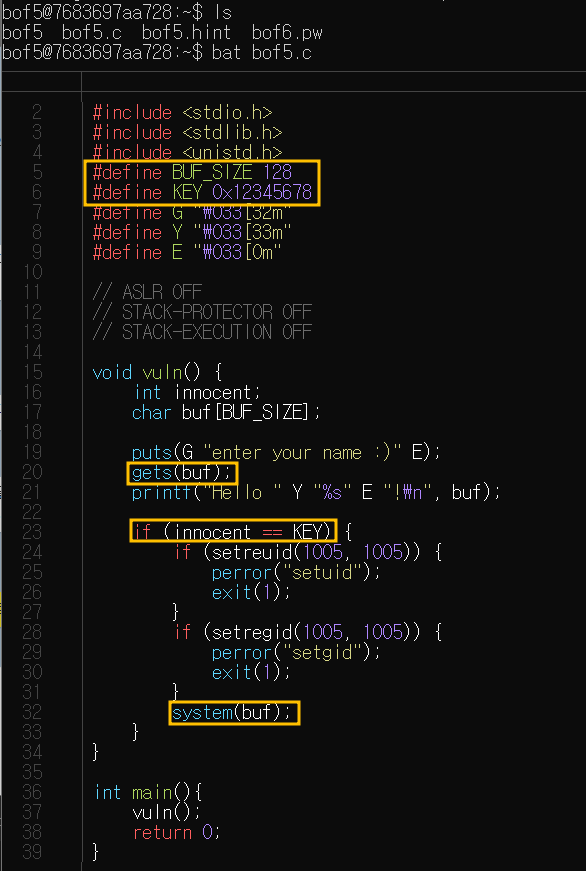 bof5@7683697aa728:~$ ls
bof5  bof5.c  bof5.hint  bof6.pw
bof5@7683697aa728:~$ bat bof5.c
2 #include <stdio.h>
3 #include <stdlib.h>
4 #include <unistd.h>
5 #define BUF_SIZE 128
6 #define KEY 0x12345678
7 #define G "₩033[32m"
8 #define Y "₩033[33m"
9 #define E "₩033[0m"
10
11 // ASLR OFF
12 // STACK-PROTECTOR OFF
13 // STACK-EXECUTION OFF
14
15 void vuln() {
16     int innocent;
17     char buf[BUF_SIZE];
18
19     puts(G "enter your name :)" E);
20     gets(buf);
21     printf("Hello " Y "%s" E "!₩n", buf);
22
23     if (innocent == KEY) {
24         if (setreuid(1005, 1005)) {
25             perror("setuid");
26             exit(1);
27         }
28         if (setregid(1005, 1005)) {
29             perror("setgid");
30             exit(1);
31         }
32         system(buf);
33     }
34 }
35
36 int main(){
37     vuln();
38     return 0;
39 }